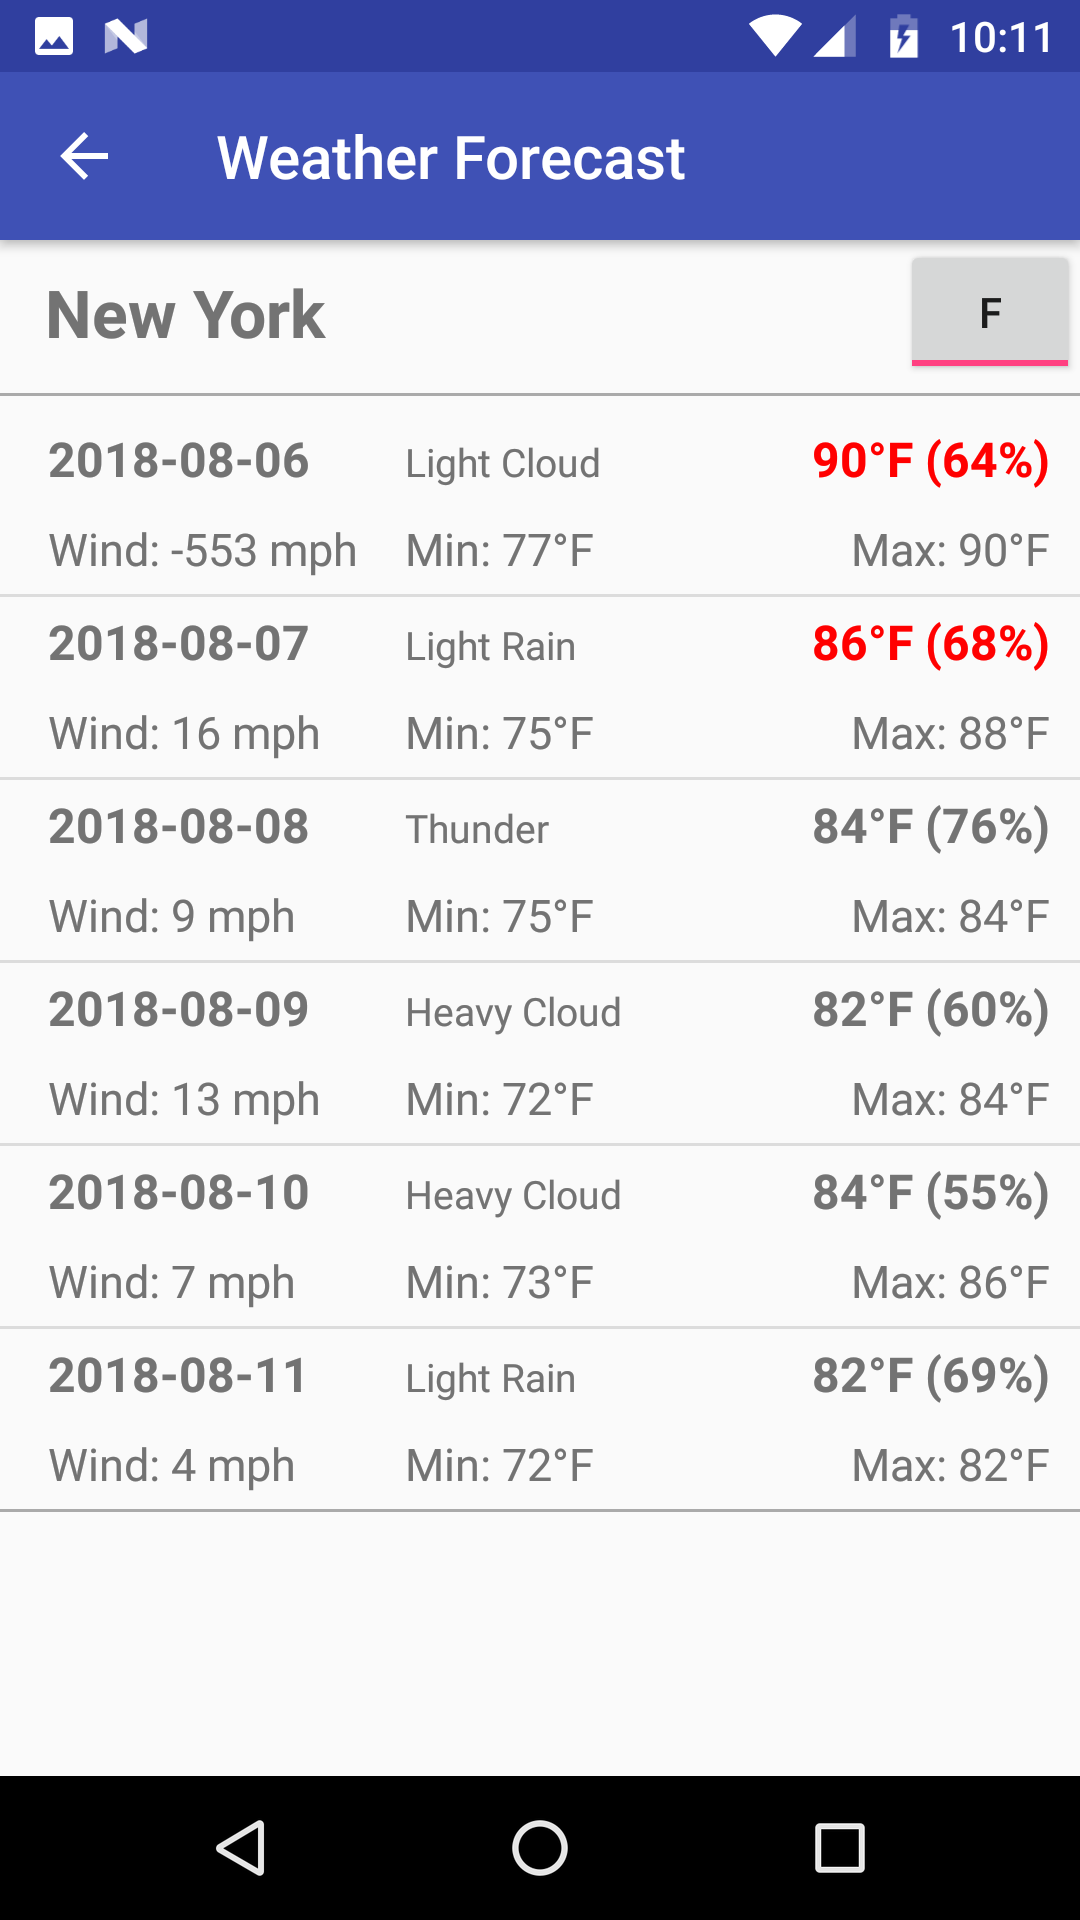 10:11
Weather Forecast
New York F
2018-08-06 Light Cloud 90°F (64%)
Wind: -553 mph Min: 77°F Max: 90°F
2018-08-07 Light Rain 86°F (68%)
Wind: 16 mph Min: 75°F Max: 88°F
2018-08-08 Thunder 84°F (76%)
Wind: 9 mph Min: 75°F Max: 84°F
2018-08-09 Heavy Cloud 82°F (60%)
Wind: 13 mph Min: 72°F Max: 84°F
2018-08-10 Heavy Cloud 84°F (55%)
Wind: 7 mph Min: 73°F Max: 86°F
2018-08-11 Light Rain 82°F (69%)
Wind: 4 mph Min: 72°F Max: 82°F